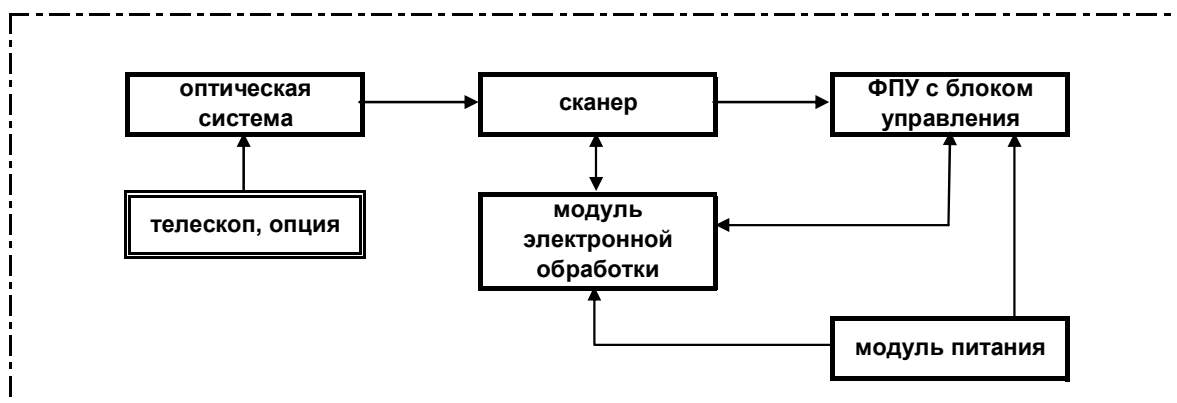 оптическая
система
сканер
ФПУ с блоком
управления
телескоп, опция
модуль
электронной
обработки
модуль питания